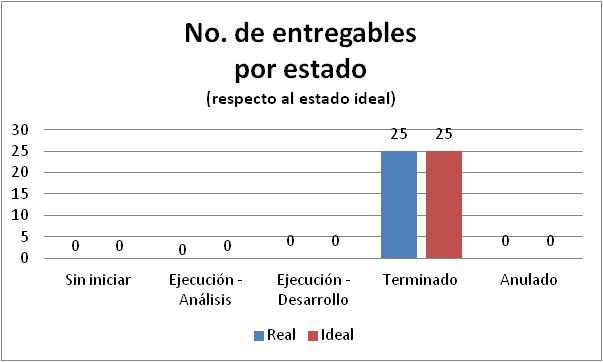 No. de entregables
por estado
(respecto al estado ideal)
30
25
20
15
10
5
0
0 0 0 0 0 0 25 25 0 0
Sin iniciar
Ejecución -
Análisis
Ejecución -
Desarrollo
Terminado
Anulado
Real Ideal